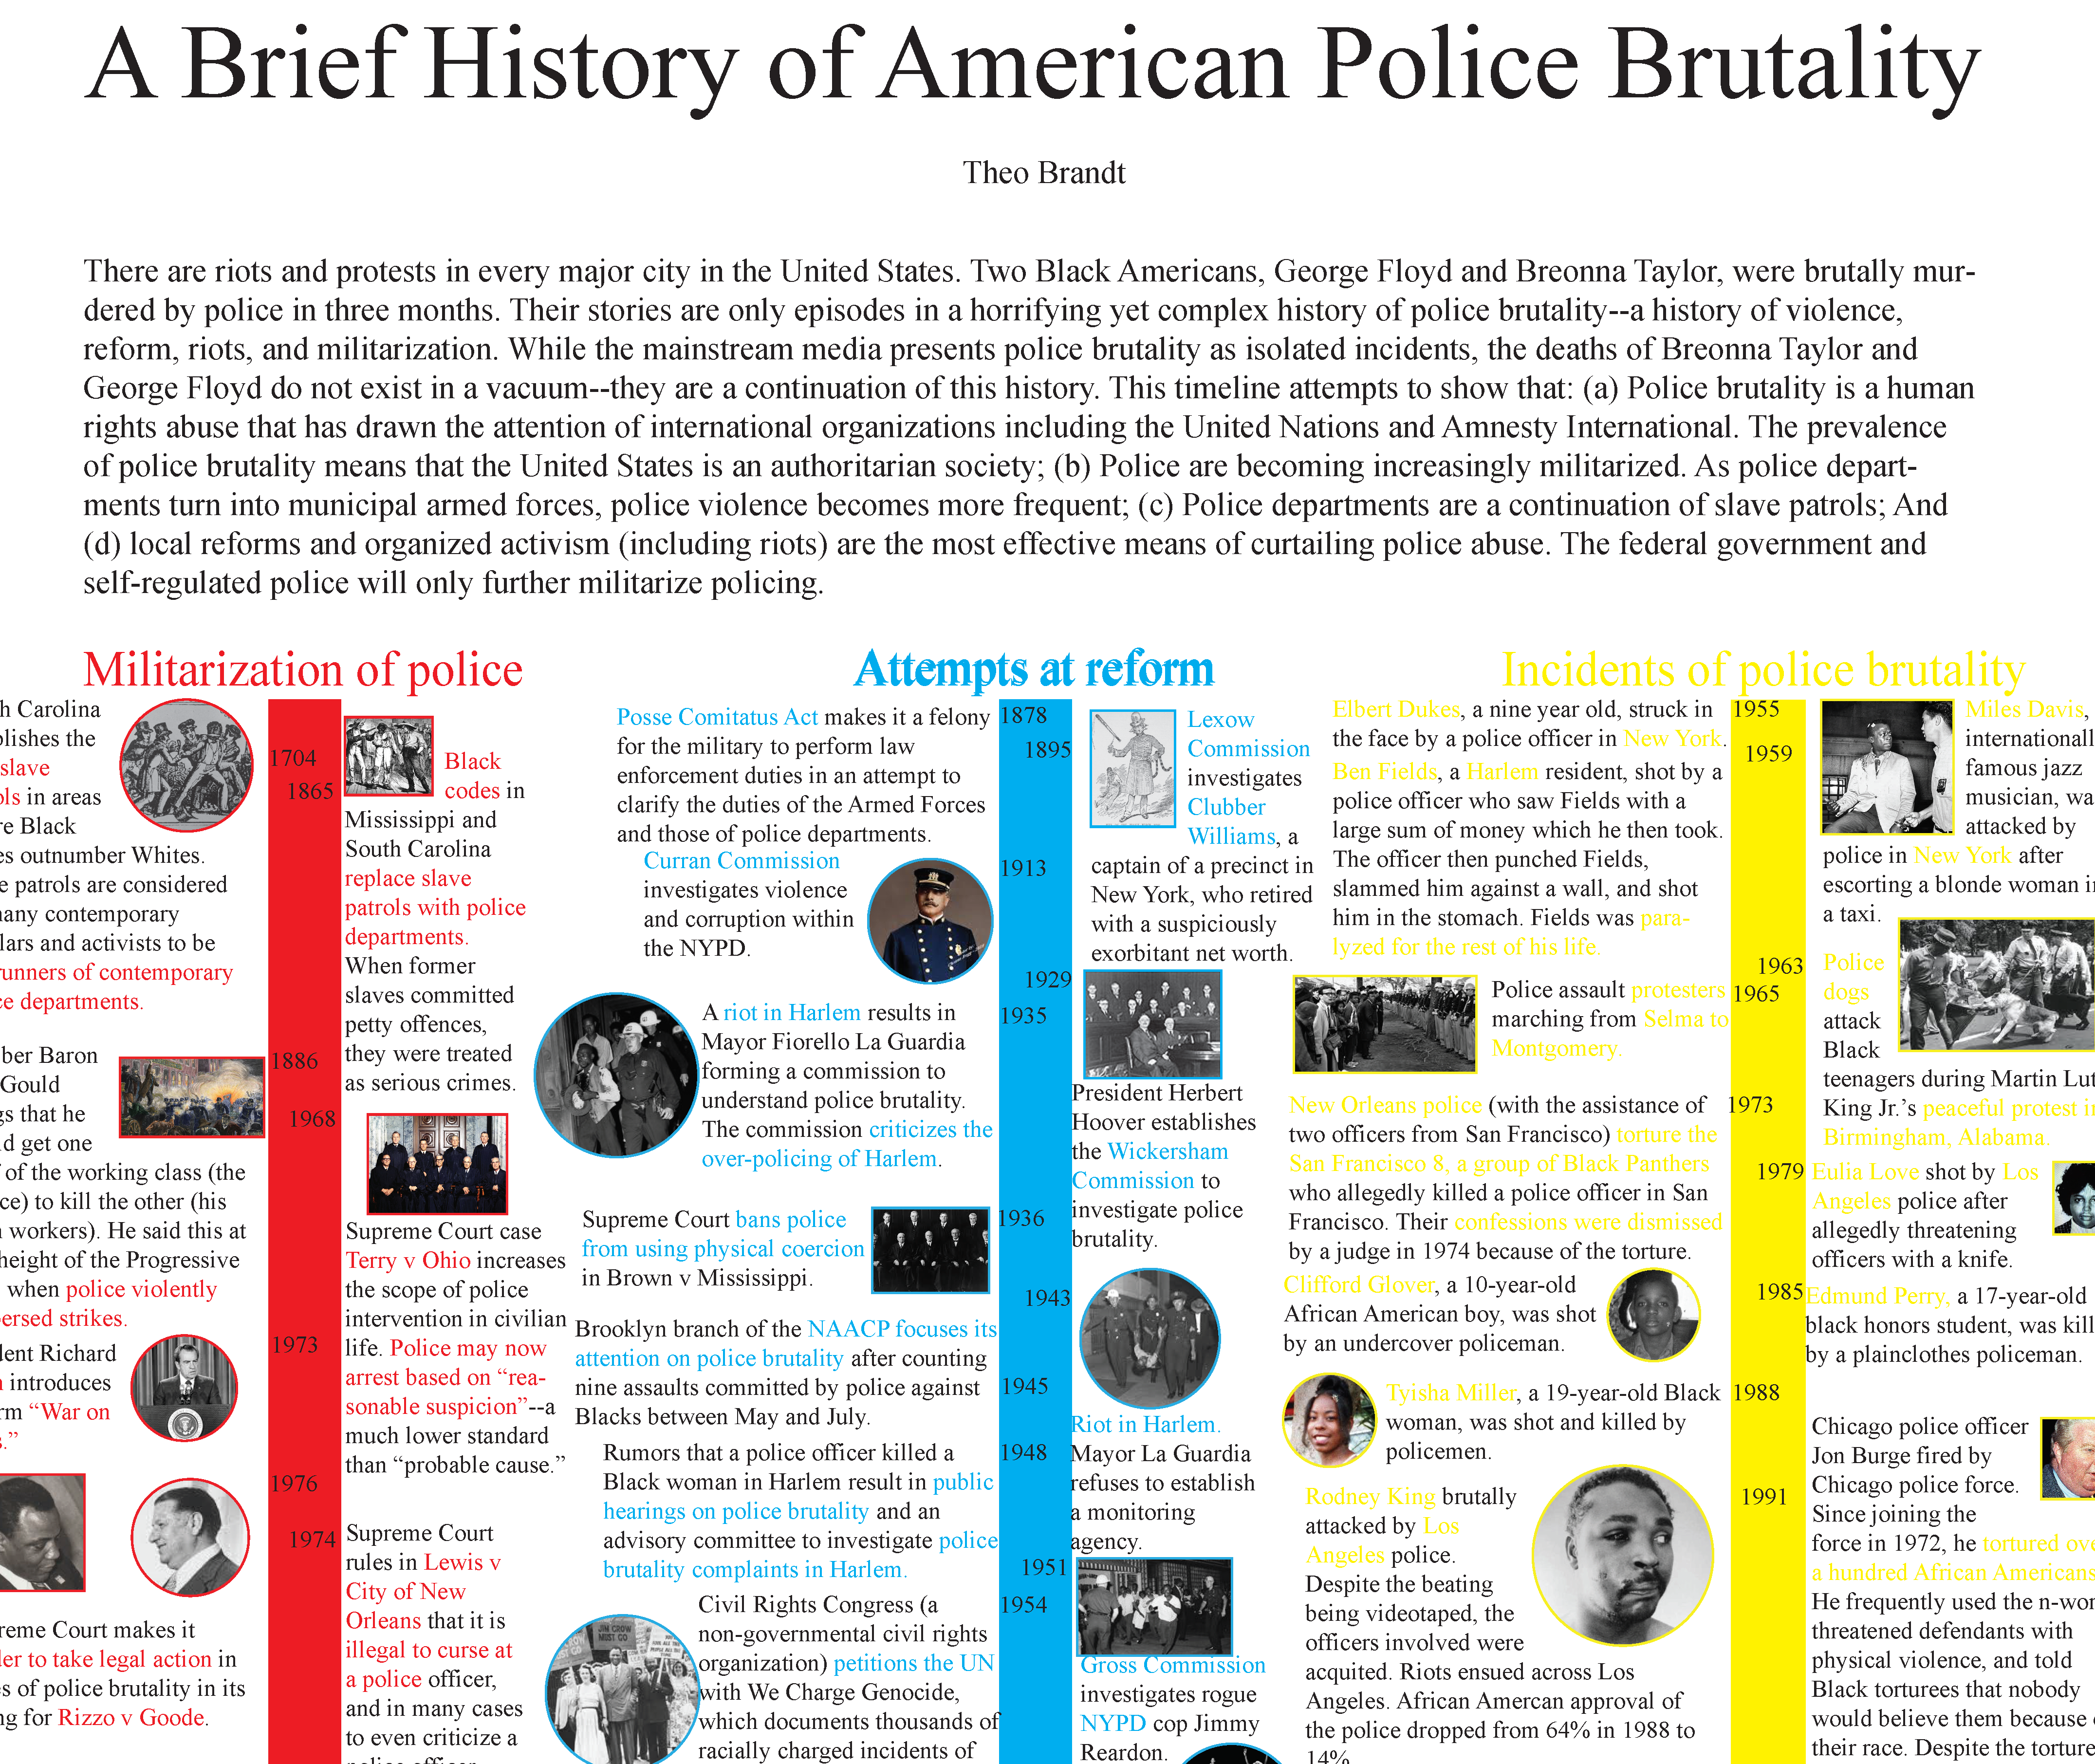 A Brief History of American Police Brutality
Theo Brandt
There are riots and protests in every major city in the United States. Two Black Americans, George Floyd and Breonna Taylor, were brutally mur-
dered by police in three months. Their stories are only episodes in a horrifying yet complex history of police brutality--a history of violence,
reform, riots, and militarization. While the mainstream media presents police brutality as isolated incidents, the deaths of Breonna Taylor and
George Floyd do not exist in a vacuum--they are a continuation of this history. This timeline attempts to show that: (a) Police brutality is a human
rights abuse that has drawn the attention of international organizations including the United Nations and Amnesty International. The prevalence
of police brutality means that the United States is an authoritarian society; (b) Police are becoming increasingly militarized. As police depart-
ments turn into municipal armed forces, police violence becomes more frequent; (c) Police departments are a continuation of slave patrols; And
(d) local reforms and organized activism (including riots) are the most effective means of curtailing police abuse. The federal government and
self-regulated police will only further militarize policing.
Militarization of police
h Carolina
blishes the
slave
ols in areas
re Black
es outnumber Whites.
e patrols are considered
many contemporary
lars and activists to be
runners of contemporary
ce departments.
1704
1865
Black
codes in
Mississippi and
South Carolina
replace slave
patrols with police
departments.
When former
slaves committed
petty offences,
they were treated
as serious crimes.
ber Baron
Gould
gs that he
ld get one
f of the working class (the
ce) to kill the other (his
n workers). He said this at
height of the Progressive
when police violently
ersed strikes.
1886
1968
Supreme Court case
Terry v Ohio increases
the scope of police
intervention in civilian
life. Police may now
arrest based on “rea-
sonable suspicion”--a
much lower standard
than “probable cause.”
dent Richard
n introduces
rm “War on
s.”
1973
1976
1974
Supreme Court
rules in Lewis v
City of New
Orleans that it is
illegal to curse at
a police officer,
and in many cases
to even criticize a
police officer
reme Court makes it
der to take legal action in
es of police brutality in its
ng for Rizzo v Goode.
Attempts at reform
Posse Comitatus Act makes it a felony
for the military to perform law
enforcement duties in an attempt to
clarify the duties of the Armed Forces
and those of police departments.
1878
1895
Lexow
Commission
investigates
Clubber
Williams, a
captain of a precinct in
New York, who retired
with a suspiciously
exorbitant net worth.
Curran Commission
investigates violence
and corruption within
the NYPD.
1913
1929
President Herbert
Hoover establishes
the Wickersham
Commission to
investigate police
brutality.
A riot in Harlem results in
Mayor Fiorello La Guardia
forming a commission to
understand police brutality.
The commission criticizes the
over-policing of Harlem.
1935
Supreme Court bans police
from using physical coercion
in Brown v Mississippi.
1936
1943
Riot in Harlem.
Mayor La Guardia
refuses to establish
a monitoring
agency.
Brooklyn branch of the NAACP focuses its
attention on police brutality after counting
nine assaults committed by police against
Blacks between May and July.
1945
Rumors that a police officer killed a
Black woman in Harlem result in public
hearings on police brutality and an
advisory committee to investigate police
brutality complaints in Harlem.
1948
1951
Civil Rights Congress (a
non-governmental civil rights
organization) petitions the UN
with We Charge Genocide,
which documents thousands of
racially charged incidents of
JIM CROW
MUST GO
1954
Gross Commission
investigates rogue
NYPD cop Jimmy
Reardon.
Incidents of police brutality
Elbert Dukes, a nine year old, struck in
the face by a police officer in New York.
1955
1959
Ben Fields, a Harlem resident, shot by a
police officer who saw Fields with a
large sum of money which he then took.
The officer then punched Fields,
slammed him against a wall, and shot
him in the stomach. Fields was para-
lyzed for the rest of his life.
Miles Davis,
internationall
famous jazz
musician, wa
attacked by
police in New York after
escorting a blonde woman in
a taxi.
1963
Police
dogs
attack
Black
teenagers during Martin Lut
King Jr.’s peaceful protest in
Birmingham, Alabama.
Police assault protesters
marching from Selma to
Montgomery.
1965
New Orleans police (with the assistance of
two officers from San Francisco) torture the
San Francisco 8, a group of Black Panthers
who allegedly killed a police officer in San
Francisco. Their confessions were dismissed
by a judge in 1974 because of the torture.
1973
1979
Eulia Love shot by Los
Angeles police after
allegedly threatening
officers with a knife.
Clifford Glover, a 10-year-old
African American boy, was shot
by an undercover policeman.
1985
Edmund Perry, a 17-year-old
black honors student, was kill
by a plainclothes policeman.
Tyisha Miller, a 19-year-old Black
woman, was shot and killed by
policemen.
1988
Rodney King brutally
attacked by Los
Angeles police.
Despite the beating
being videotaped, the
officers involved were
acquited. Riots ensued across Los
Angeles. African Amercan approval of
the police dropped from 64% in 1988 to
14%
1991
Chicago police officer
Jon Burge fired by
Chicago police force.
Since joining the
force in 1972, he tortured ove
a hundred African Americans
He frequently used the n-wor
threatened defendants with
physical violence, and told
Black torturees that nobody
would believe them because
their race. Despite the torture